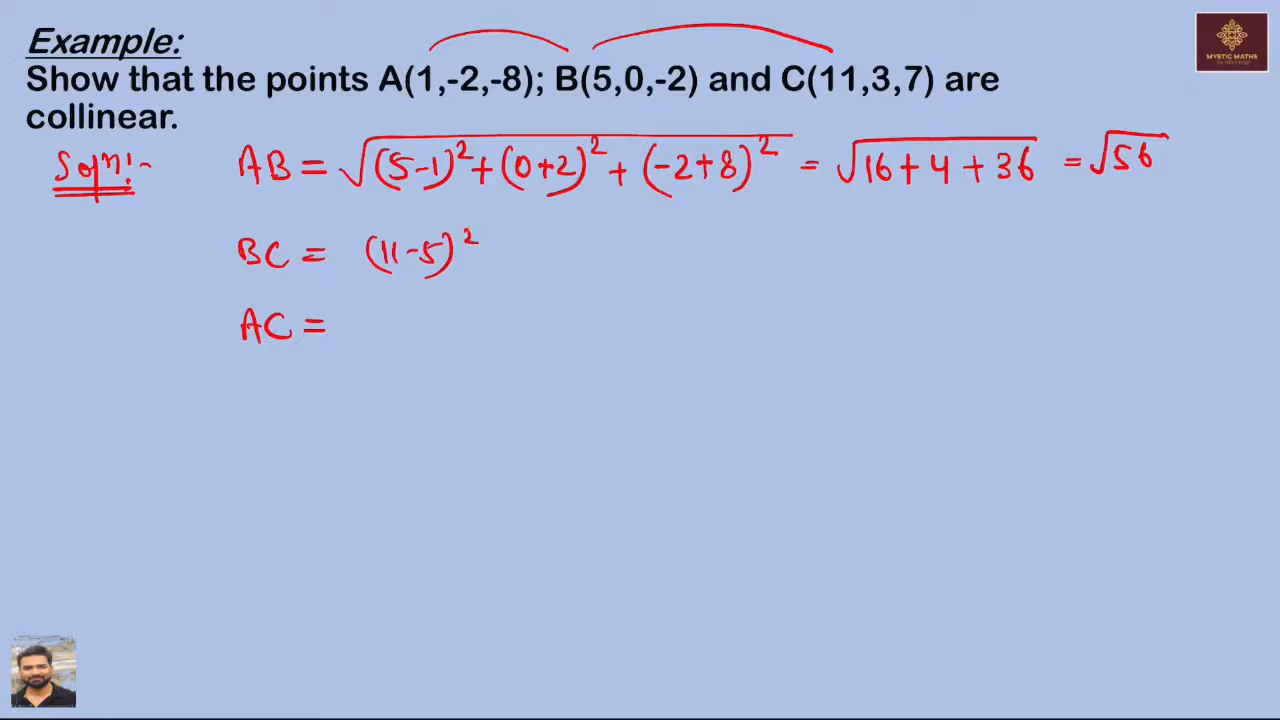 Example:
Show that the points A(1,-2,-8); B(5,0,-2) and C(11,3,7) are
collinear.
Soln:-
AB = √(5-1)² + (0+2)² + (-2+8)² = √16 + 4 + 36 = √56
BC = (11-5)²
AC =
MYSTIC MATHS